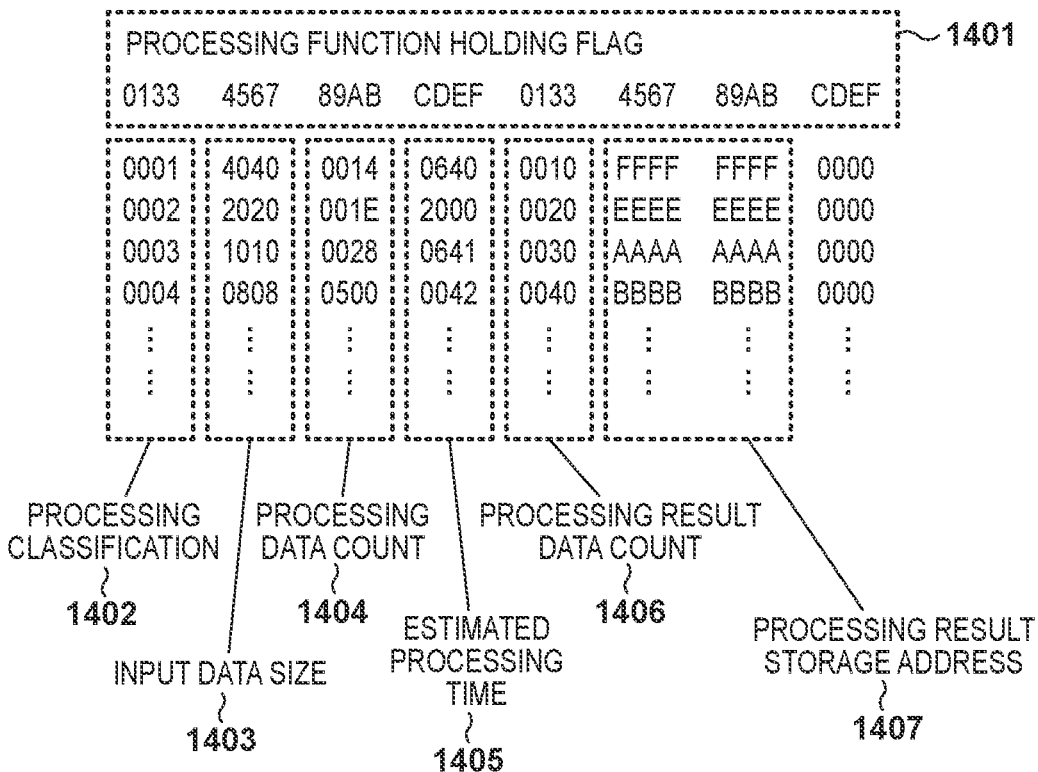 PROCESSING FUNCTION HOLDING FLAG
1401
0133 4567 89AB CDEF 0133 4567 89AB CDEF
0001 4040 0014 0640 0010 FFFF FFFF 0000
0002 2020 001E 2000 0020 EEEE EEEE 0000
0003 1010 0028 0641 0030 AAAA AAAA 0000
0004 0808 0500 0042 0040 BBBB BBBB 0000
PROCESSING
CLASSIFICATION
1402
PROCESSING
DATA COUNT
1404
PROCESSING RESULT
DATA COUNT
1406
INPUT DATA SIZE
1403
ESTIMATED
PROCESSING
TIME
1405
PROCESSING RESULT
STORAGE ADDRESS
1407